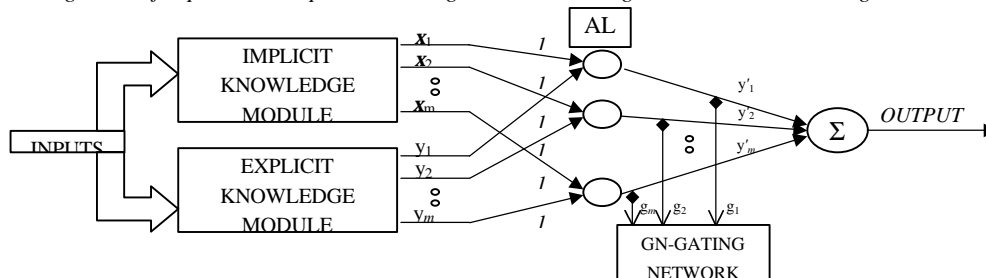 AL
IMPLICIT
KNOWLEDGE
MODULE
x1
x2
xm
1
1
1
1
1
1
INPUTS
EXPLICIT
KNOWLEDGE
MODULE
y1
y2
ym
y'1
y'2
y'm
Σ
OUTPUT
gm
g2
g1
GN-GATING
NETWORK